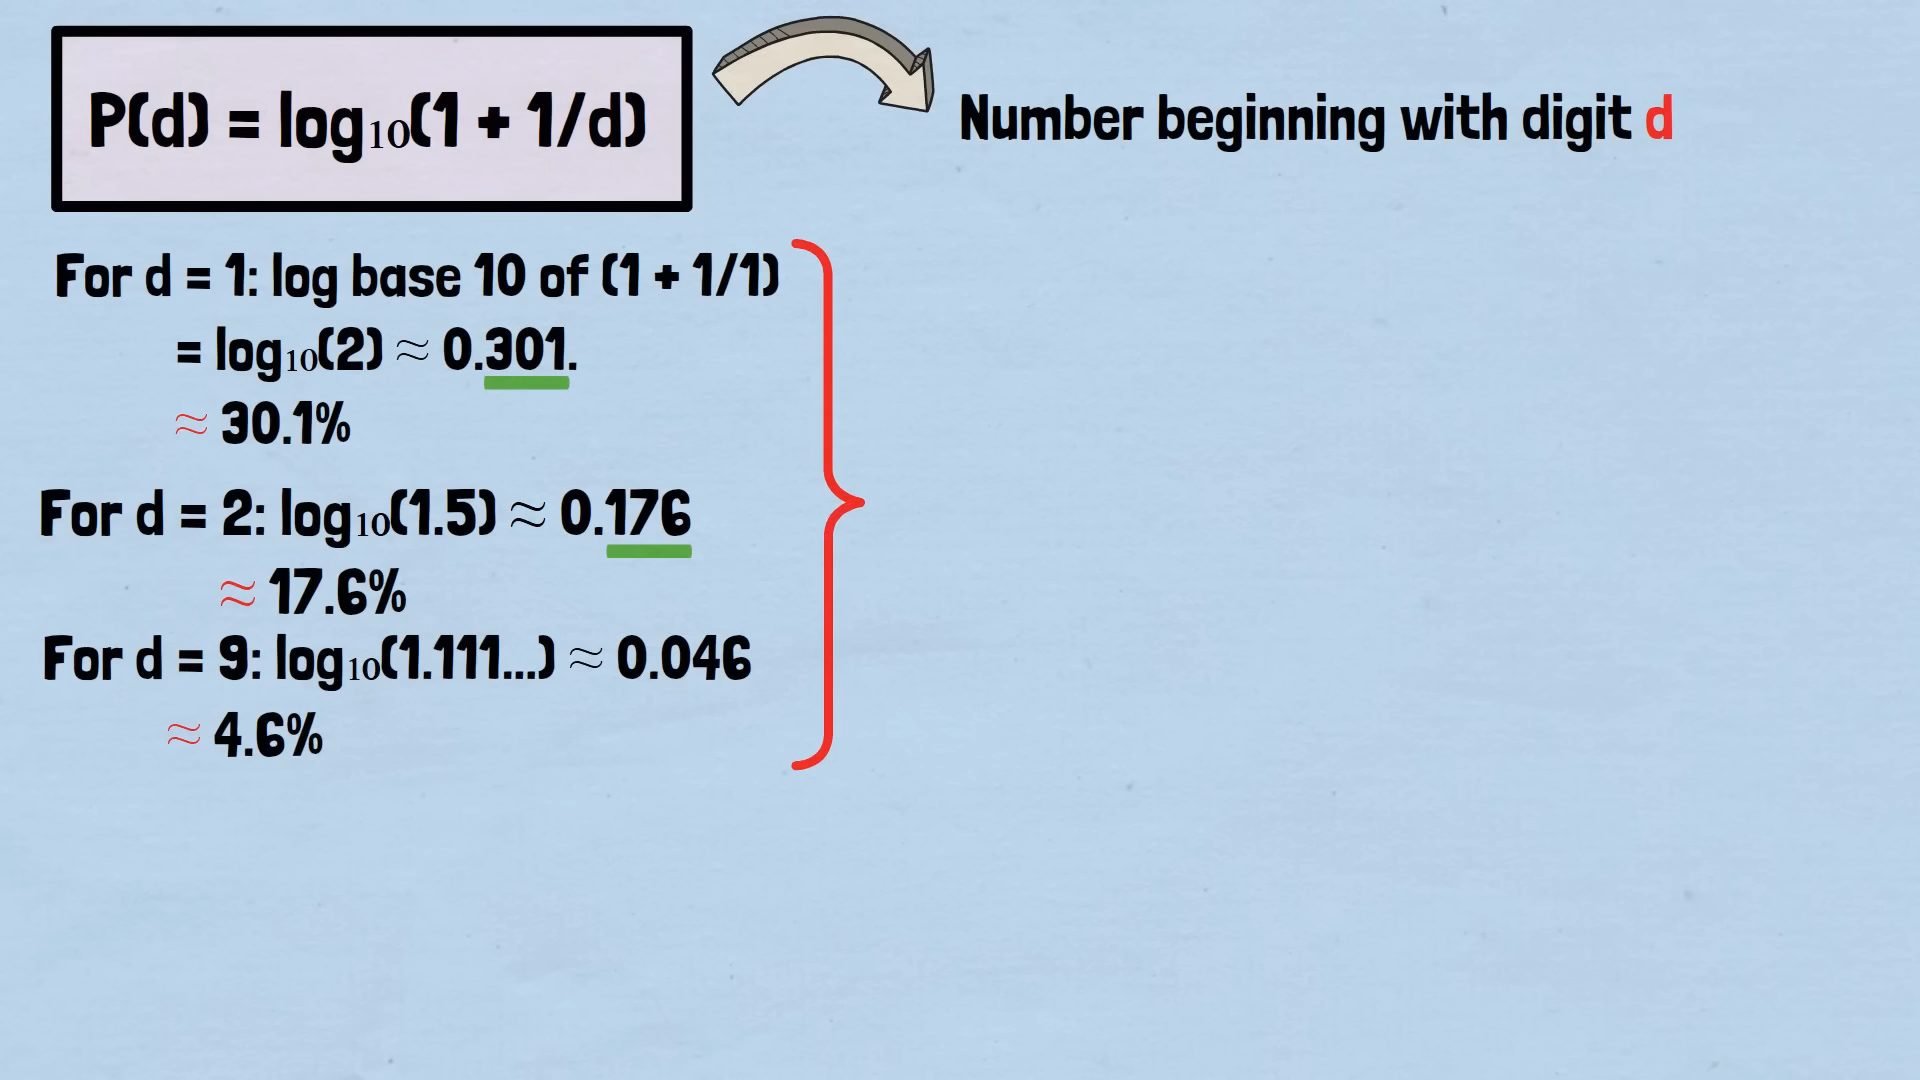 P(d) = log₁₀(1 + 1/d)
Number beginning with digit d
For d = 1: log base 10 of (1 + 1/1)
= log₁₀(2) ≈ 0.301.
≈ 30.1%
For d = 2: log₁₀(1.5) ≈ 0.176
≈ 17.6%
For d = 9: log₁₀(1.111...) ≈ 0.046
≈ 4.6%